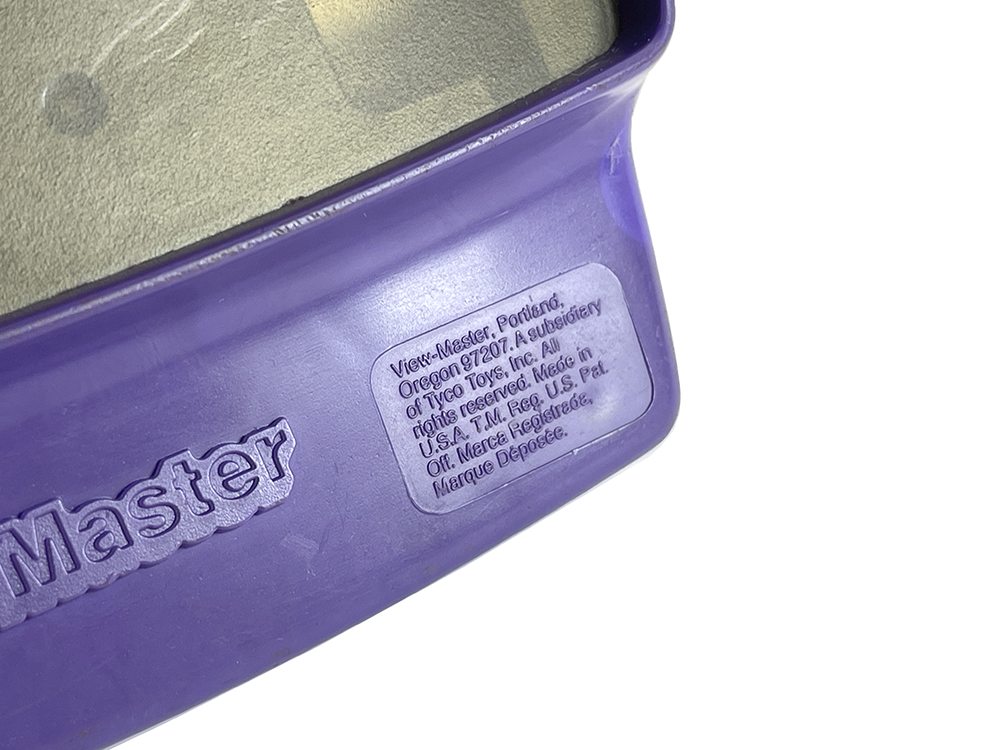 Master
View-Master, Portland,
Oregon 97207. A subsidiary
of Tyco Toys, Inc. All
rights reserved. Made in
U.S.A. T.M. Reg. U.S. Pat.
Off. Marca Registrada,
Marque Déposée.